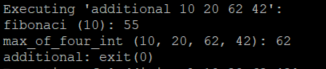 Executing 'additional 10 20 62 42':
fibonaci (10): 55
max_of_four_int (10, 20, 62, 42): 62
additional: exit(0)